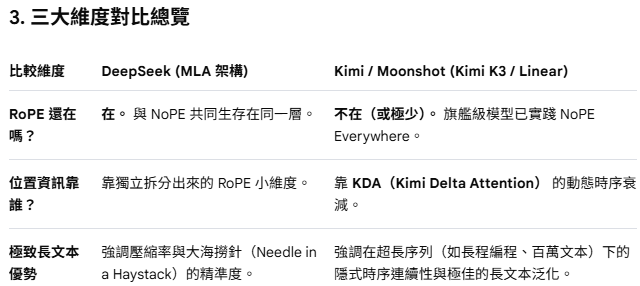 3. 三大維度對比總覽
比較維度 DeepSeek (MLA 架構) Kimi / Moonshot (Kimi K3 / Linear)
RoPE 還在嗎？ 在。 與 NoPE 共同生存在同一層。 不在（或極少）。 旗艦級模型已實踐 NoPE Everywhere。
位置資訊靠誰？ 靠獨立拆分出來的 RoPE 小維度。 靠 KDA（Kimi Delta Attention） 的動態時序衰減。
極致長文本優勢 強調壓縮率與大海撈針（Needle in a Haystack）的精準度。 強調在超長序列（如長程編程、百萬文本）下的隱式時序連續性與極佳的長文本泛化。